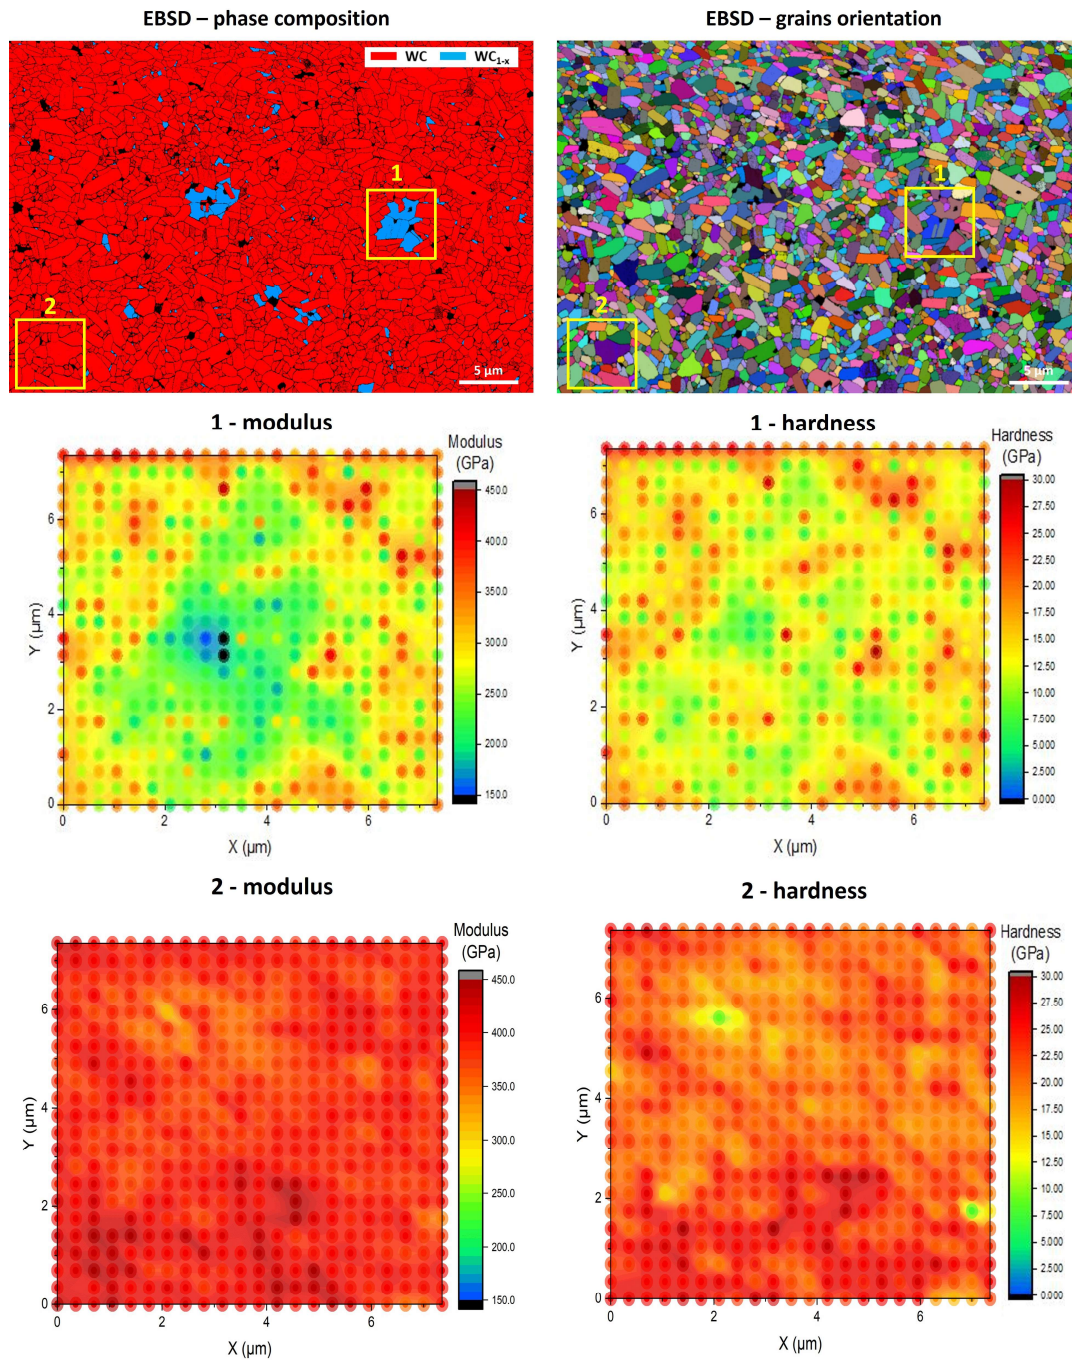 EBSD – phase composition
EBSD – grains orientation
WC WC1-x
1
2
5 µm
1
2
5 µm
1 - modulus
1 - hardness
Modulus
(GPa)
450.0
400.0
350.0
300.0
250.0
200.0
150.0
Y (µm)
6
4
2
0
0 2 4 6
X (µm)
Hardness
(GPa)
30.00
27.50
25.00
22.50
20.00
17.50
15.00
12.50
10.00
7.500
5.000
2.500
0.000
Y (µm)
6
4
2
0
0 2 4 6
X (µm)
2 - modulus
2 - hardness
Modulus
(GPa)
450.0
400.0
350.0
300.0
250.0
200.0
150.0
Y (µm)
6
4
2
0
0 2 4 6
X (µm)
Hardness
(GPa)
30.00
27.50
25.00
22.50
20.00
17.50
15.00
12.50
10.00
7.500
5.000
2.500
0.000
Y (µm)
6
4
2
0
0 2 4 6
X (µm)